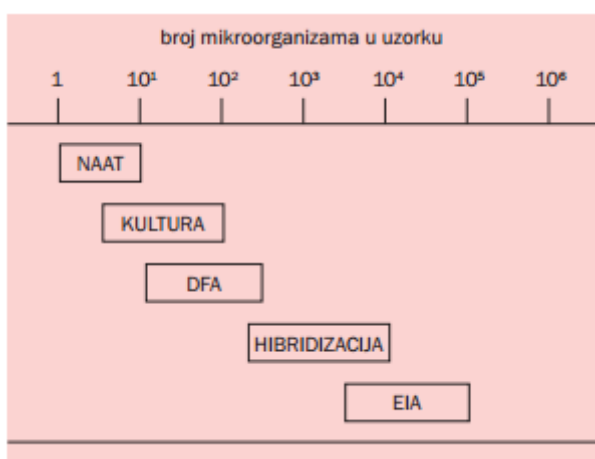 broj mikroorganizama u uzorku
1 10¹ 10² 10³ 10⁴ 10⁵ 10⁶
NAAT
KULTURA
DFA
HIBRIDIZACIJA
EIA